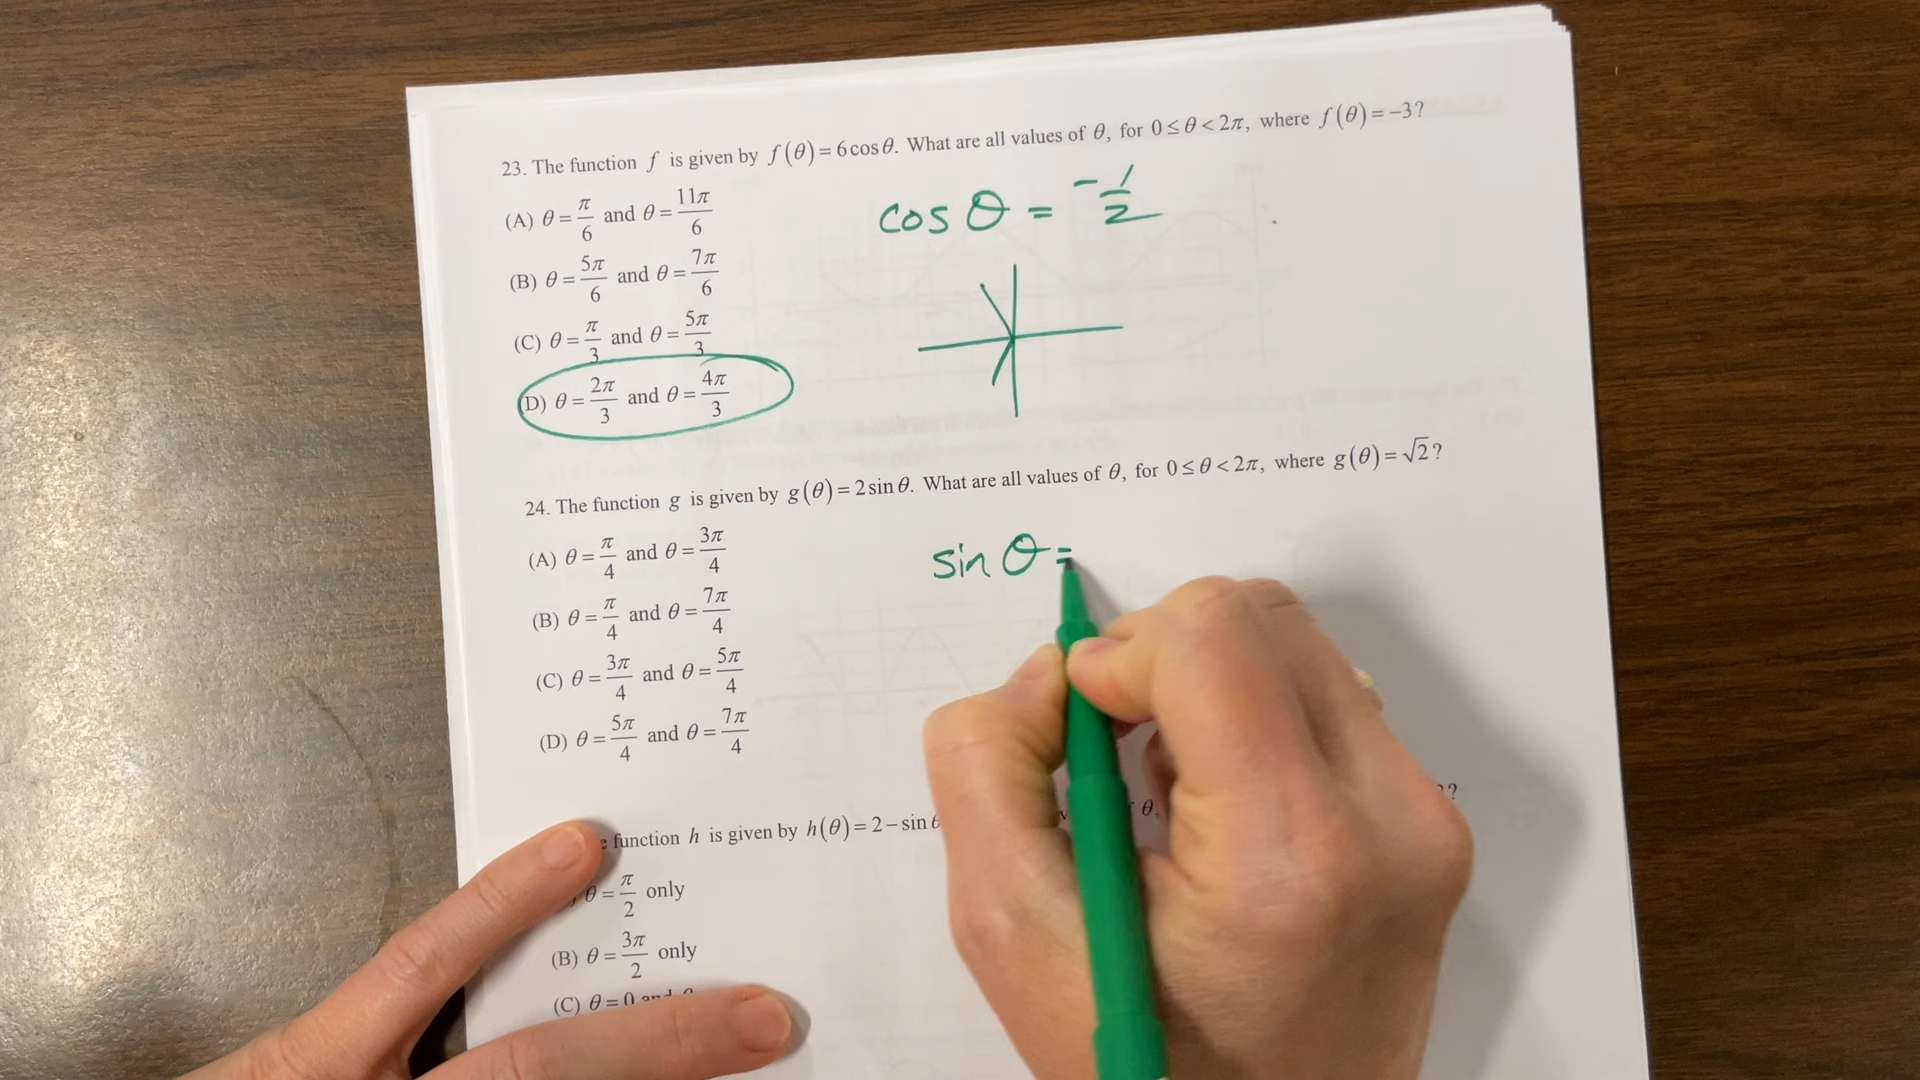 23. The function f is given by f(θ) = 6cosθ. What are all values of θ, for 0 ≤ θ < 2π, where f(θ) = –3?
(A) θ = π/6 and θ = 11π/6
cos θ = -1/2
(B) θ = 5π/6 and θ = 7π/6
(C) θ = π/3 and θ = 5π/3
(D) θ = 2π/3 and θ = 4π/3
24. The function g is given by g(θ) = 2sinθ. What are all values of θ, for 0 ≤ θ < 2π, where g(θ) = √2?
(A) θ = π/4 and θ = 3π/4
sin θ =
(B) θ = π/4 and θ = 7π/4
(C) θ = 3π/4 and θ = 5π/4
(D) θ = 5π/4 and θ = 7π/4
function h is given by h(θ) = 2 – sin θ, ?
θ = π/2 only
(B) θ = 3π/2 only
(C) θ = 0 and